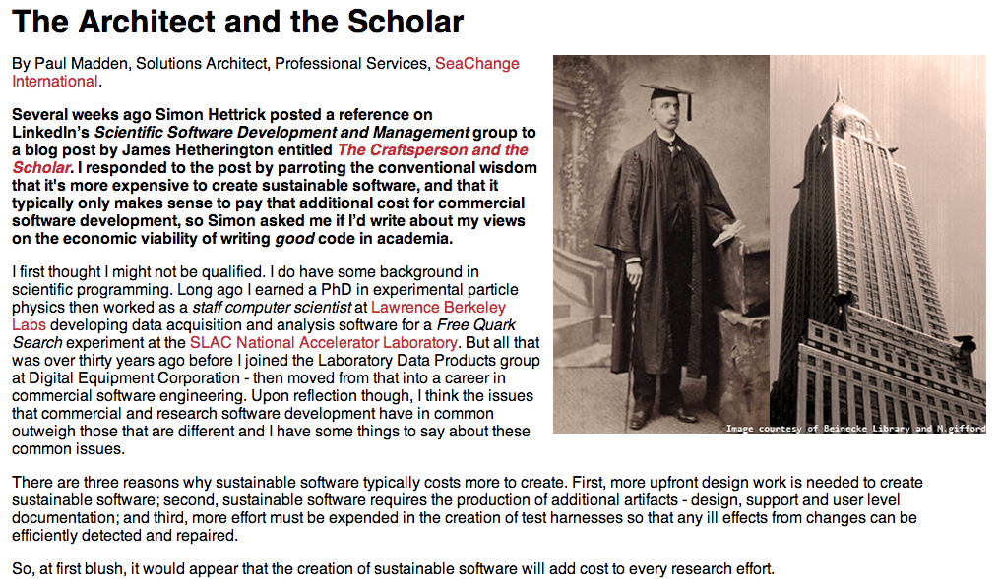 The Architect and the Scholar
By Paul Madden, Solutions Architect, Professional Services, SeaChange
International.
Several weeks ago Simon Hettrick posted a reference on
LinkedIn's Scientific Software Development and Management group to
a blog post by James Hetherington entitled The Craftsperson and the
Scholar. I responded to the post by parroting the conventional wisdom
that it's more expensive to create sustainable software, and that it
typically only makes sense to pay that additional cost for commercial
software development, so Simon asked me if I'd write about my views
on the economic viability of writing good code in academia.
I first thought I might not be qualified. I do have some background in
scientific programming. Long ago I earned a PhD in experimental particle
physics then worked as a staff computer scientist at Lawrence Berkeley
Labs developing data acquisition and analysis software for a Free Quark
Search experiment at the SLAC National Accelerator Laboratory. But all that
was over thirty years ago before I joined the Laboratory Data Products group
at Digital Equipment Corporation - then moved from that into a career in
commercial software engineering. Upon reflection though, I think the issues
that commercial and research software development have in common
outweigh those that are different and I have some things to say about these
common issues.
Image courtesy of Beinecke Library and M.gifford
There are three reasons why sustainable software typically costs more to create. First, more upfront design work is needed to create
sustainable software; second, sustainable software requires the production of additional artifacts - design, support and user level
documentation; and third, more effort must be expended in the creation of test harnesses so that any ill effects from changes can be
efficiently detected and repaired.
So, at first blush, it would appear that the creation of sustainable software will add cost to every research effort.